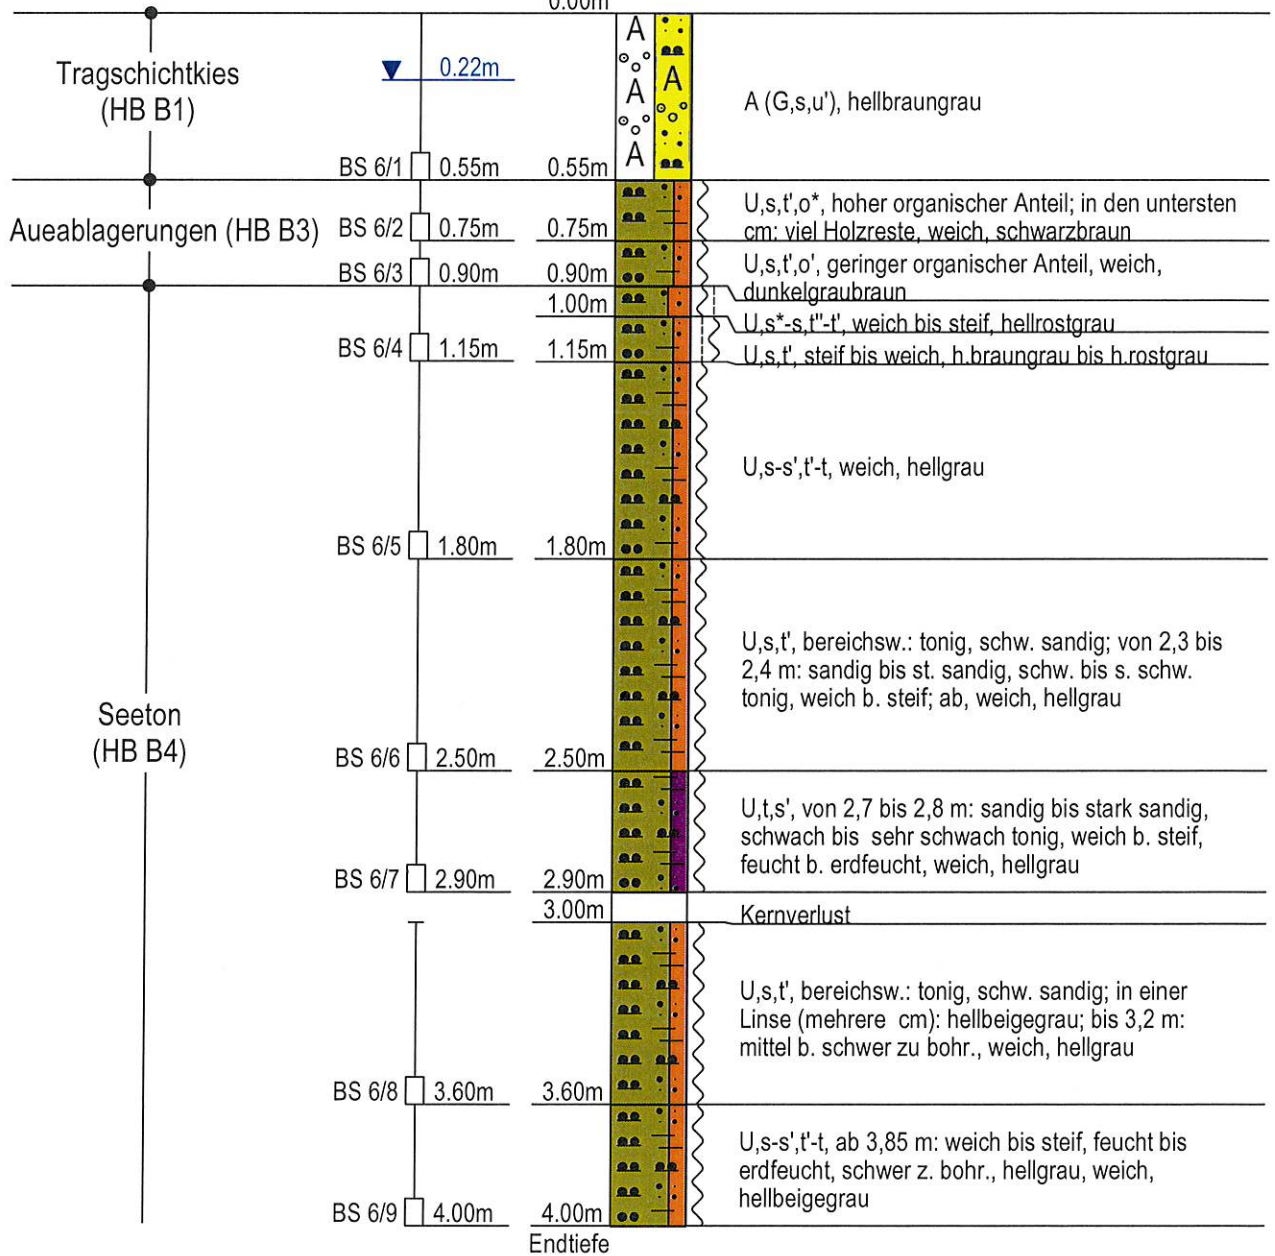 0.00m
Tragschichtkies
(HB B1)
0.22m
A
A
A
A
A (G,s,u'), hellbraungrau
BS 6/1 0.55m 0.55m
Aueablagerungen (HB B3)
BS 6/2 0.75m 0.75m
U,s,t',o*, hoher organischer Anteil; in den untersten
cm: viel Holzreste, weich, schwarzbraun
BS 6/3 0.90m 0.90m
U,s,t',o', geringer organischer Anteil, weich,
dunkelgraubraun
1.00m
U,s*-s,t"-t', weich bis steif, hellrostgrau
BS 6/4 1.15m 1.15m
U,s,t', steif bis weich, h.braungrau bis h.rostgrau
U,s-s',t'-t, weich, hellgrau
BS 6/5 1.80m 1.80m
Seeton
(HB B4)
U,s,t', bereichsw.: tonig, schw. sandig; von 2,3 bis
2,4 m: sandig bis st. sandig, schw. bis s. schw.
tonig, weich b. steif; ab, weich, hellgrau
BS 6/6 2.50m 2.50m
U,t,s', von 2,7 bis 2,8 m: sandig bis stark sandig,
schwach bis sehr schwach tonig, weich b. steif,
feucht b. erdfeucht, weich, hellgrau
BS 6/7 2.90m 2.90m
3.00m
Kernverlust
U,s,t', bereichsw.: tonig, schw. sandig; in einer
Linse (mehrere cm): hellbeigegrau; bis 3,2 m:
mittel b. schwer zu bohr., weich, hellgrau
BS 6/8 3.60m 3.60m
U,s-s',t'-t, ab 3,85 m: weich bis steif, feucht bis
erdfeucht, schwer z. bohr., hellgrau, weich,
hellbeigegrau
BS 6/9 4.00m 4.00m
Endtiefe